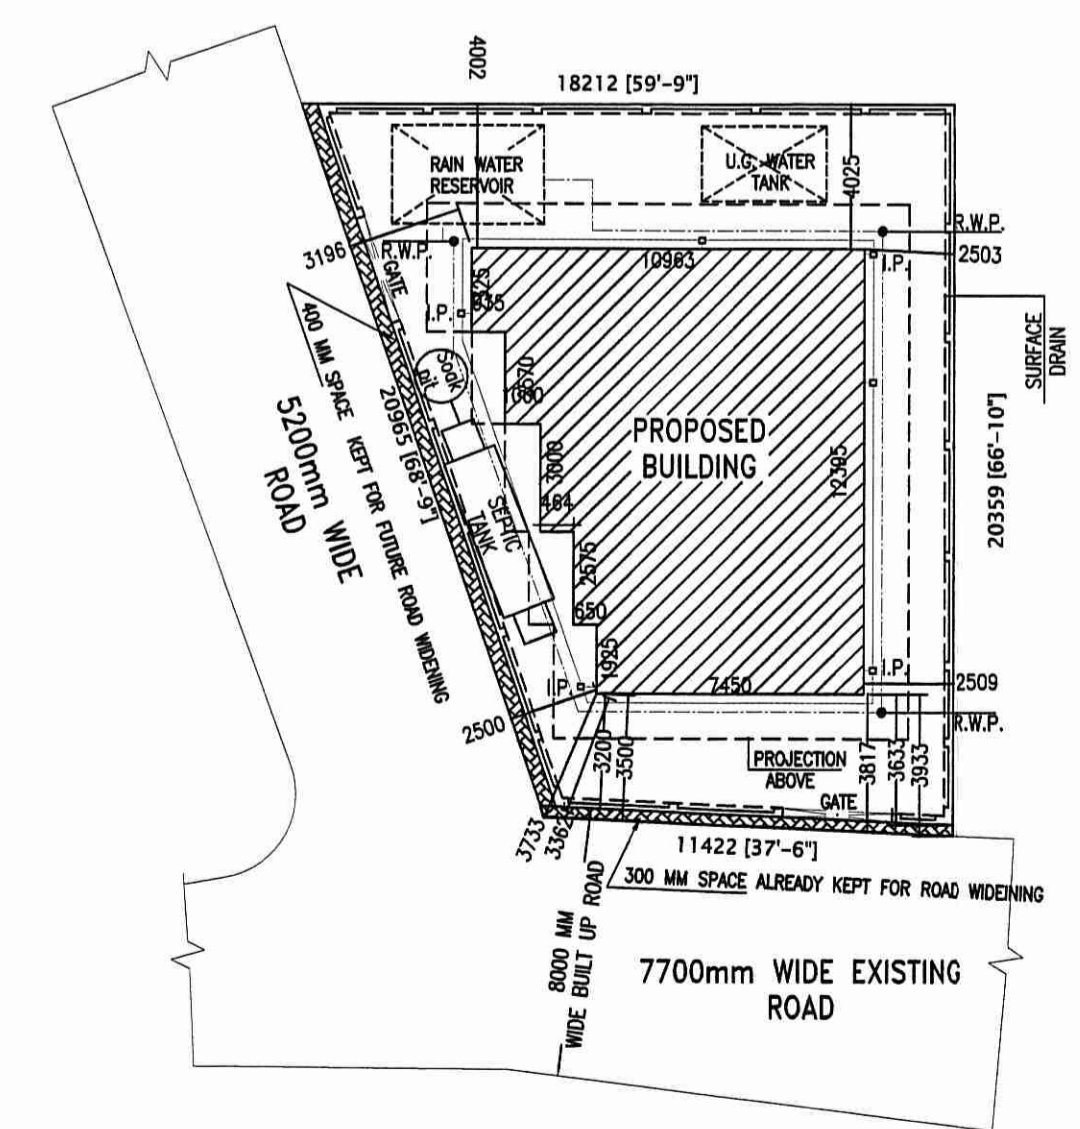 4002
18212 [59'-9"]
RAIN WATER
RESERVOIR
U.G. WATER
TANK
4025
R.W.P.
2503
3196
R.W.P.
10963
I.P.
GATE
935
I.P.
SURFACE
DRAIN
400 MM SPACE KEPT FOR FUTURE ROAD WIDENING
Soak
pit
20965 [68'-9"]
5200mm WIDE
ROAD
PROPOSED
BUILDING
12395
20359 [66'-10"]
3000
464
SEPTIC
TANK
2575
650
1925
I.P.
7450
I.P.
2509
R.W.P.
2500
3200
3500
PROJECTION
ABOVE
3817
3633
3933
GATE
3733
3362
11422 [37'-6"]
300 MM SPACE ALREADY KEPT FOR ROAD WIDEINING
8000 MM
WIDE BUILT UP ROAD
7700mm WIDE EXISTING
ROAD